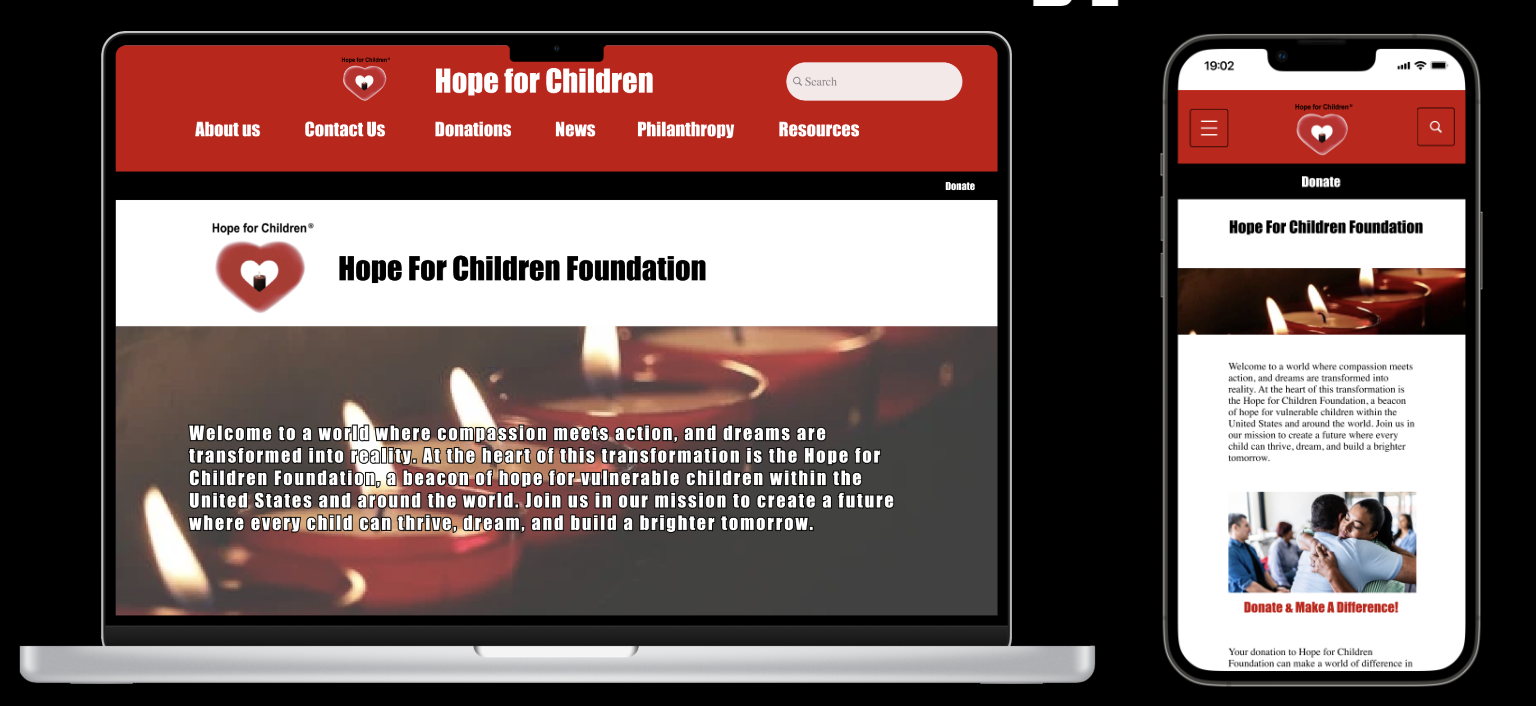 Hope for Children®
Hope for Children
Search
About us
Contact Us
Donations
News
Philanthropy
Resources
Donate
Hope for Children®
Hope For Children Foundation
Welcome to a world where compassion meets action, and dreams are
transformed into reality. At the heart of this transformation is the Hope for
Children Foundation, a beacon of hope for vulnerable children within the
United States and around the world. Join us in our mission to create a future
where every child can thrive, dream, and build a brighter tomorrow.
19:02
Hope for Children®
Donate
Hope For Children Foundation
Welcome to a world where compassion meets
action, and dreams are transformed into
reality. At the heart of this transformation is
the Hope for Children Foundation, a beacon
of hope for vulnerable children within the
United States and around the world. Join us in
our mission to create a future where every
child can thrive, dream, and build a brighter
tomorrow.
Donate & Make A Difference!
Your donation to Hope for Children
Foundation can make a world of difference in